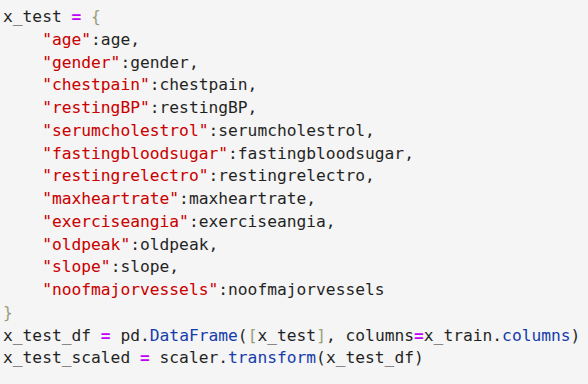 x_test = {
    "age":age,
    "gender":gender,
    "chestpain":chestpain,
    "restingBP":restingBP,
    "serumcholestrol":serumcholestrol,
    "fastingbloodsugar":fastingbloodsugar,
    "restingrelectro":restingrelectro,
    "maxheartrate":maxheartrate,
    "exerciseangia":exerciseangia,
    "oldpeak":oldpeak,
    "slope":slope,
    "noofmajorvessels":noofmajorvessels
}
x_test_df = pd.DataFrame([x_test], columns=x_train.columns)
x_test_scaled = scaler.transform(x_test_df)